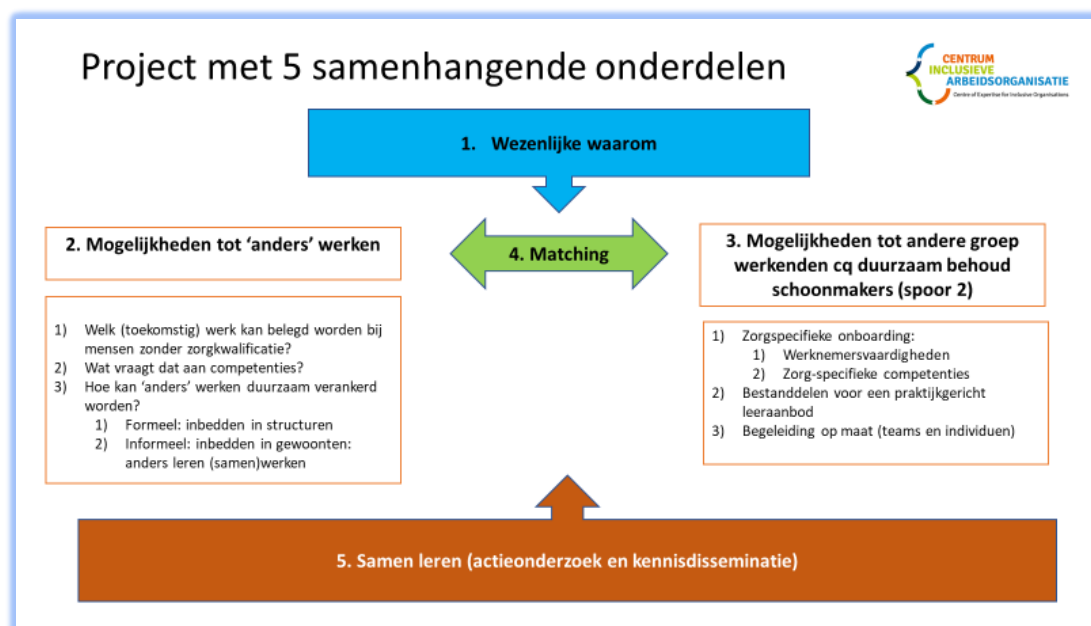 Project met 5 samenhangende onderdelen
CENTRUM
INCLUSIEVE
ARBEIDSORGANISATIE
Centre of Expertise for Inclusive Organisations
1. Wezenlijke waarom
2. Mogelijkheden tot ‘anders’ werken
4. Matching
3. Mogelijkheden tot andere groep
werkenden cq duurzaam behoud
schoonmakers (spoor 2)
1) Welk (toekomstig) werk kan belegd worden bij
mensen zonder zorgkwalificatie?
2) Wat vraagt dat aan competenties?
3) Hoe kan ‘anders’ werken duurzaam verankerd
worden?
1) Formeel: inbedden in structuren
2) Informeel: inbedden in gewoonten:
anders leren (samen)werken
1) Zorgspecifieke onboarding:
1) Werknemersvaardigheden
2) Zorg-specifieke competenties
2) Bestanddelen voor een praktijkgericht
leeraanbod
3) Begeleiding op maat (teams en individuen)
5. Samen leren (actieonderzoek en kennisdisseminatie)